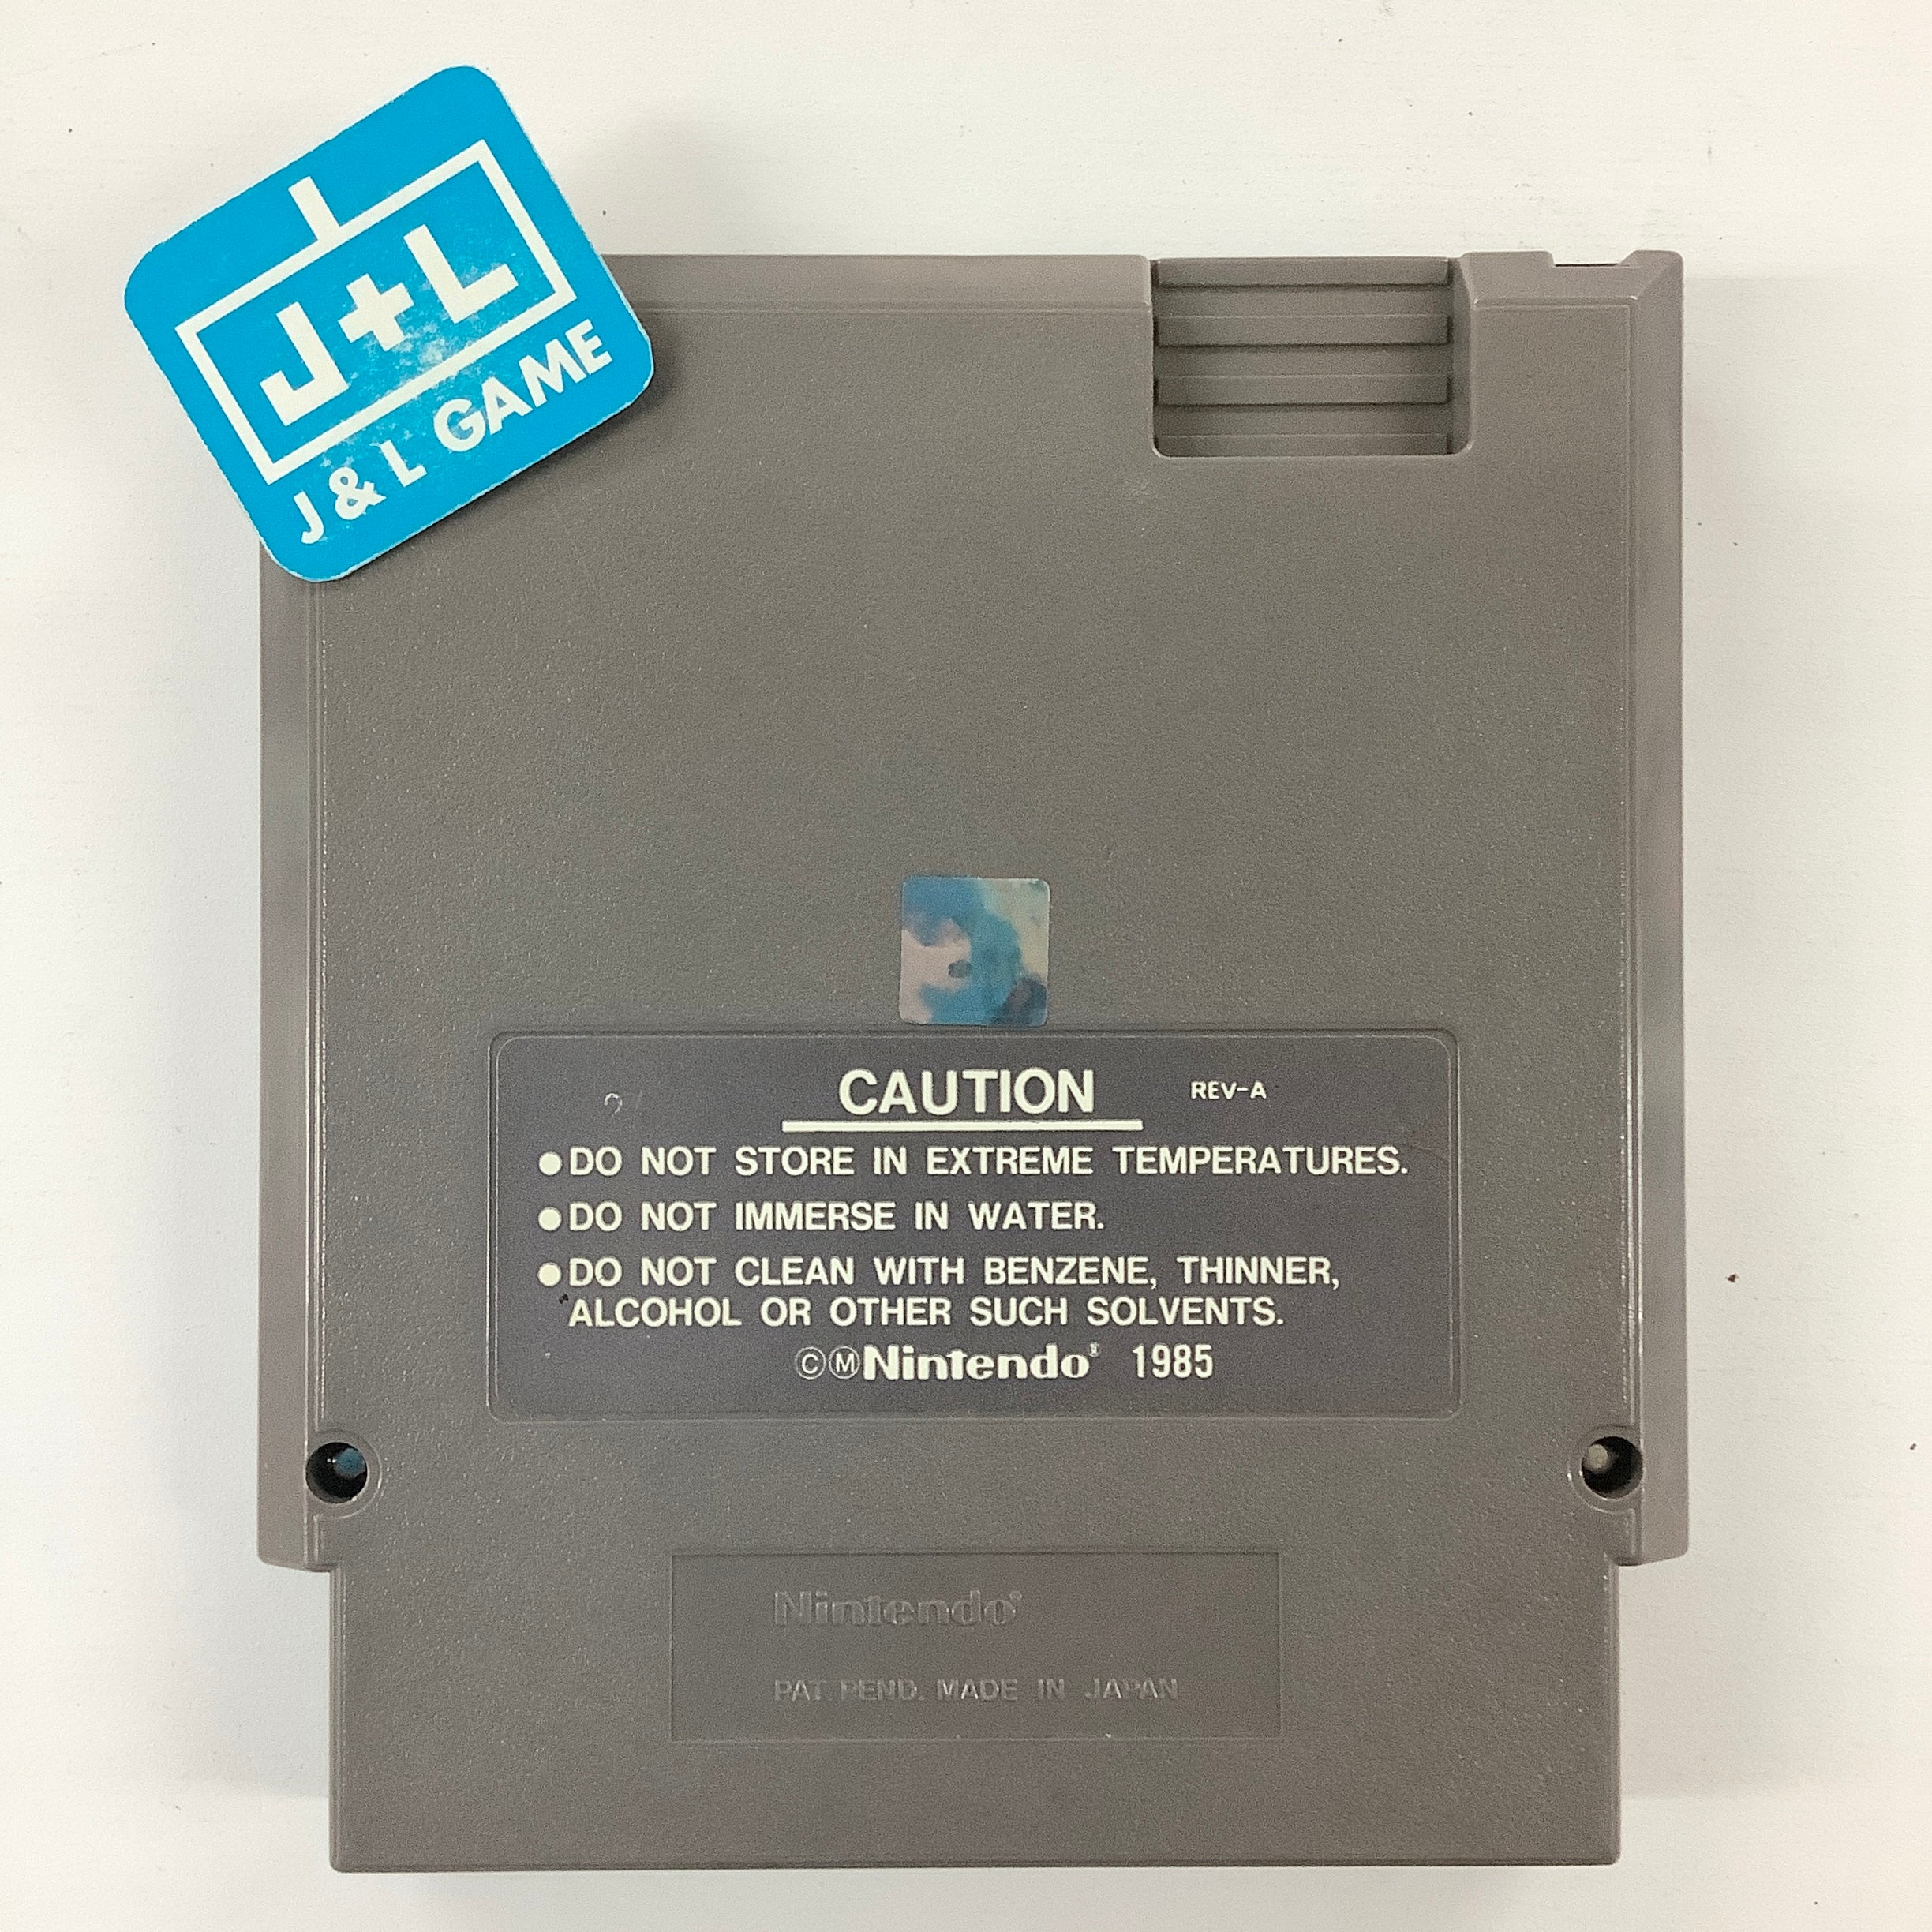 J+L
J & L GAME
CAUTION REV-A
●DO NOT STORE IN EXTREME TEMPERATURES.
●DO NOT IMMERSE IN WATER.
●DO NOT CLEAN WITH BENZENE, THINNER,
ALCOHOL OR OTHER SUCH SOLVENTS.
©ⓂNintendo® 1985
Nintendo®
PAT. PEND. MADE IN JAPAN